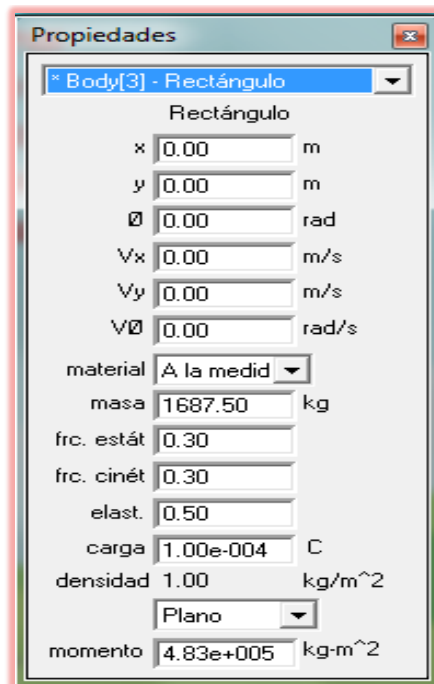 Propiedades
* Body[3] - Rectángulo
Rectángulo
x 0.00 m
y 0.00 m
Ø 0.00 rad
Vx 0.00 m/s
Vy 0.00 m/s
VØ 0.00 rad/s
material A la medid
masa 1687.50 kg
frc. estát 0.30
frc. cinét 0.30
elast. 0.50
carga 1.00e-004 C
densidad 1.00 kg/m^2
Plano
momento 4.83e+005 kg-m^2